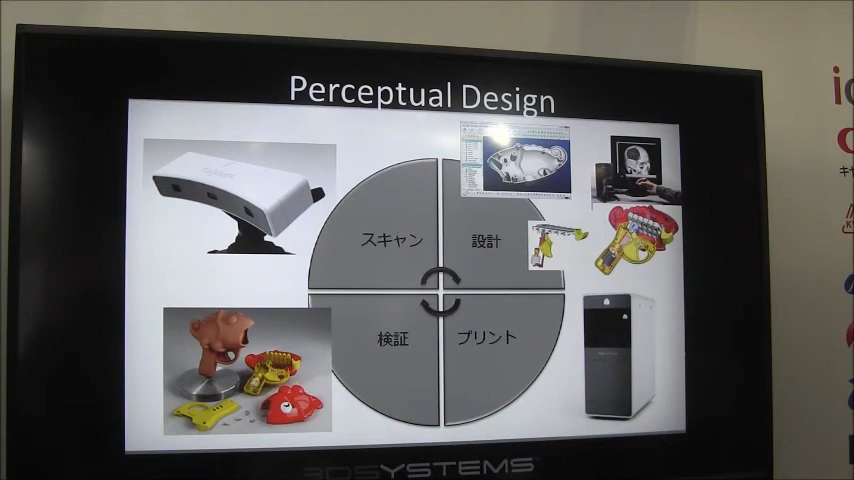 Perceptual Design
スキャン
設計
検証
プリント
3DSYSTEMS